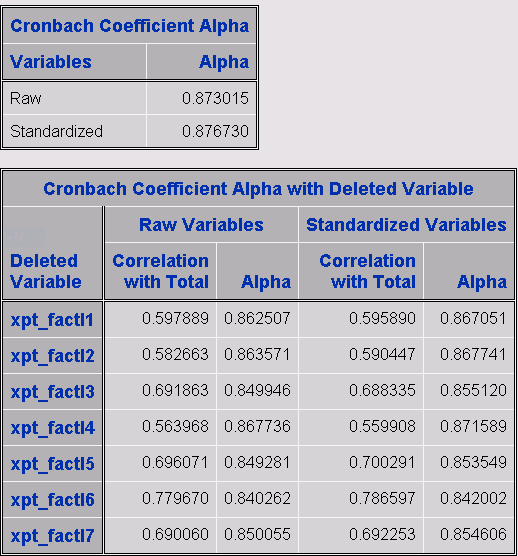 Cronbach Coefficient Alpha
Variables Alpha
Raw 0.873015
Standardized 0.876730
Cronbach Coefficient Alpha with Deleted Variable
Raw Variables Standardized Variables
Deleted Variable Correlation with Total Alpha Correlation with Total Alpha
xpt_factl1 0.597889 0.862507 0.595890 0.867051
xpt_factl2 0.582663 0.863571 0.590447 0.867741
xpt_factl3 0.691863 0.849946 0.688335 0.855120
xpt_factl4 0.563968 0.867736 0.559908 0.871589
xpt_factl5 0.696071 0.849281 0.700291 0.853549
xpt_factl6 0.779670 0.840262 0.786597 0.842002
xpt_factl7 0.690060 0.850055 0.692253 0.854606